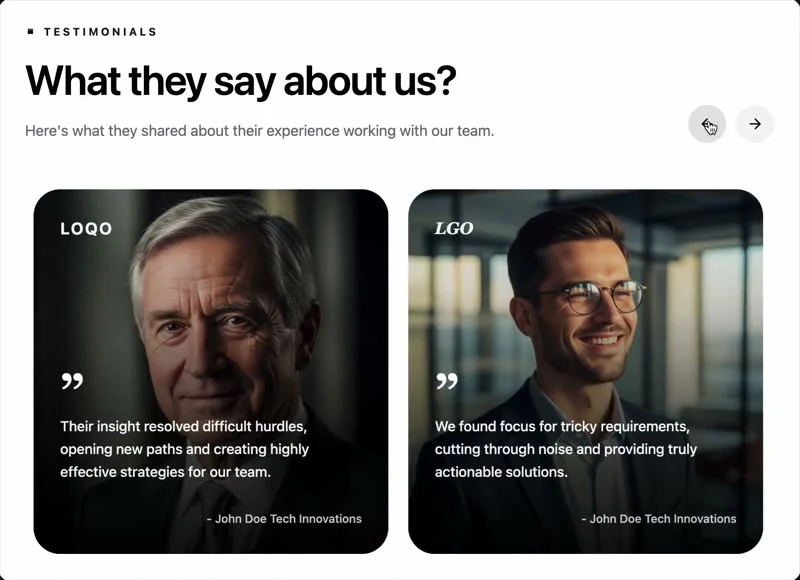 TESTIMONIALS
What they say about us?
Here's what they shared about their experience working with our team.
LOQO
”
Their insight resolved difficult hurdles,
opening new paths and creating highly
effective strategies for our team.
- John Doe Tech Innovations
LGO
”
We found focus for tricky requirements,
cutting through noise and providing truly
actionable solutions.
- John Doe Tech Innovations